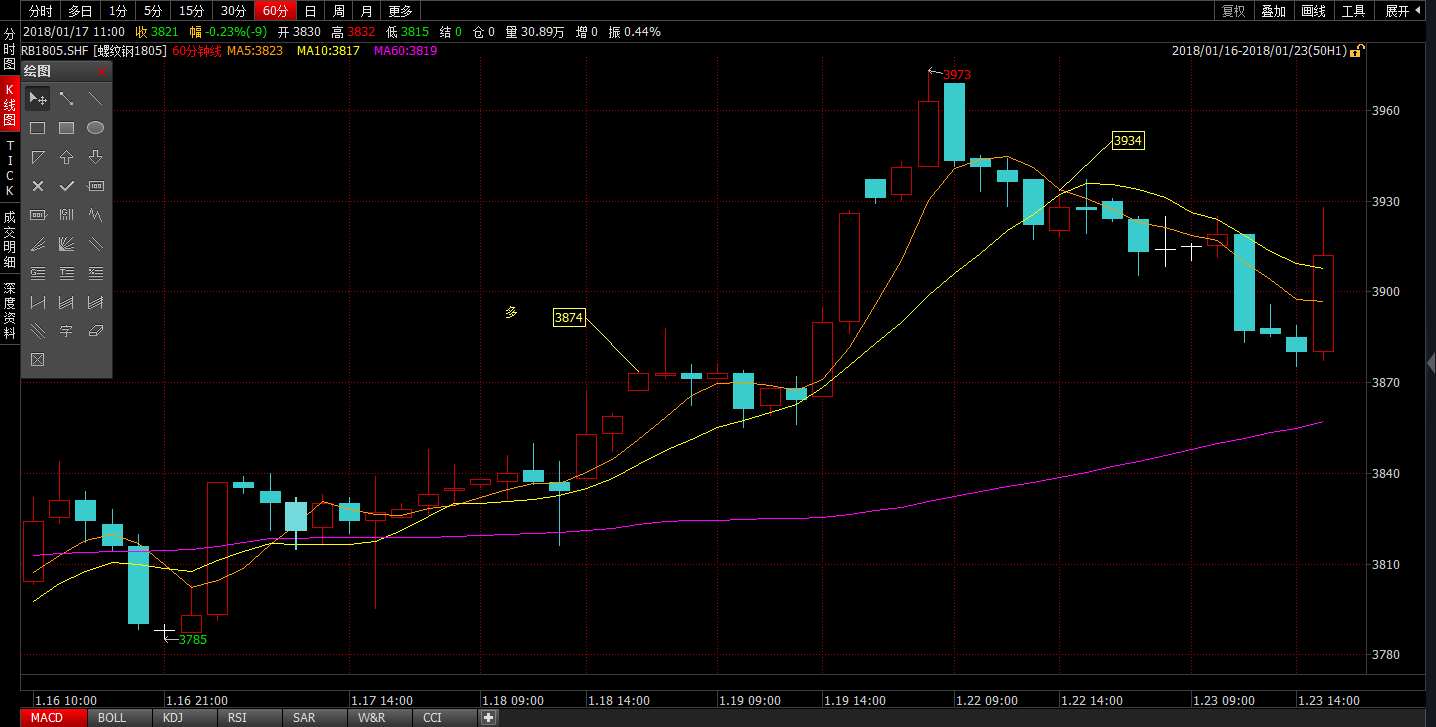 分时 多日 1分 5分 15分 30分 60分 日 周 月 更多 复权 叠加 画线 工具 展开
2018/01/17 11:00 收 3821 幅 -0.23%(-9) 开 3830 高 3832 低 3815 结 0 仓 0 量 30.89万 增 0 振 0.44%
RB1805.SHF [螺纹钢1805] 60分钟线 MA5:3823 MA10:3817 MA60:3819 2018/01/16-2018/01/23(50H1)
分时图
K线图
TICK
成交明细
深度资料
绘图
字
3973
3960
3934
3930
3900
多
3874
3870
3840
3810
3785
3780
1.16 10:00 1.16 21:00 1.17 14:00 1.18 09:00 1.18 14:00 1.19 09:00 1.19 14:00 1.22 09:00 1.22 14:00 1.23 09:00 1.23 14:00
MACD BOLL KDJ RSI SAR W&R CCI